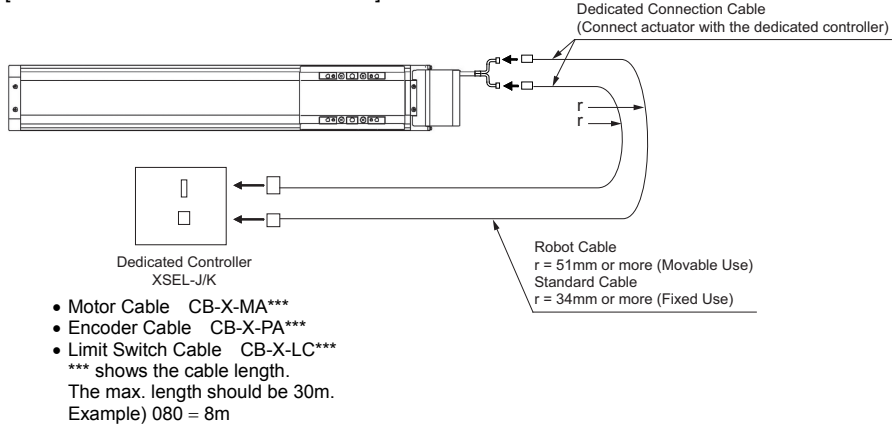 Dedicated Connection Cable
(Connect actuator with the dedicated controller)
r
r
Dedicated Controller
XSEL-J/K
Robot Cable
r = 51mm or more (Movable Use)
Standard Cable
r = 34mm or more (Fixed Use)
• Motor Cable CB-X-MA***
• Encoder Cable CB-X-PA***
• Limit Switch Cable CB-X-LC***
*** shows the cable length.
The max. length should be 30m.
Example) 080 = 8m